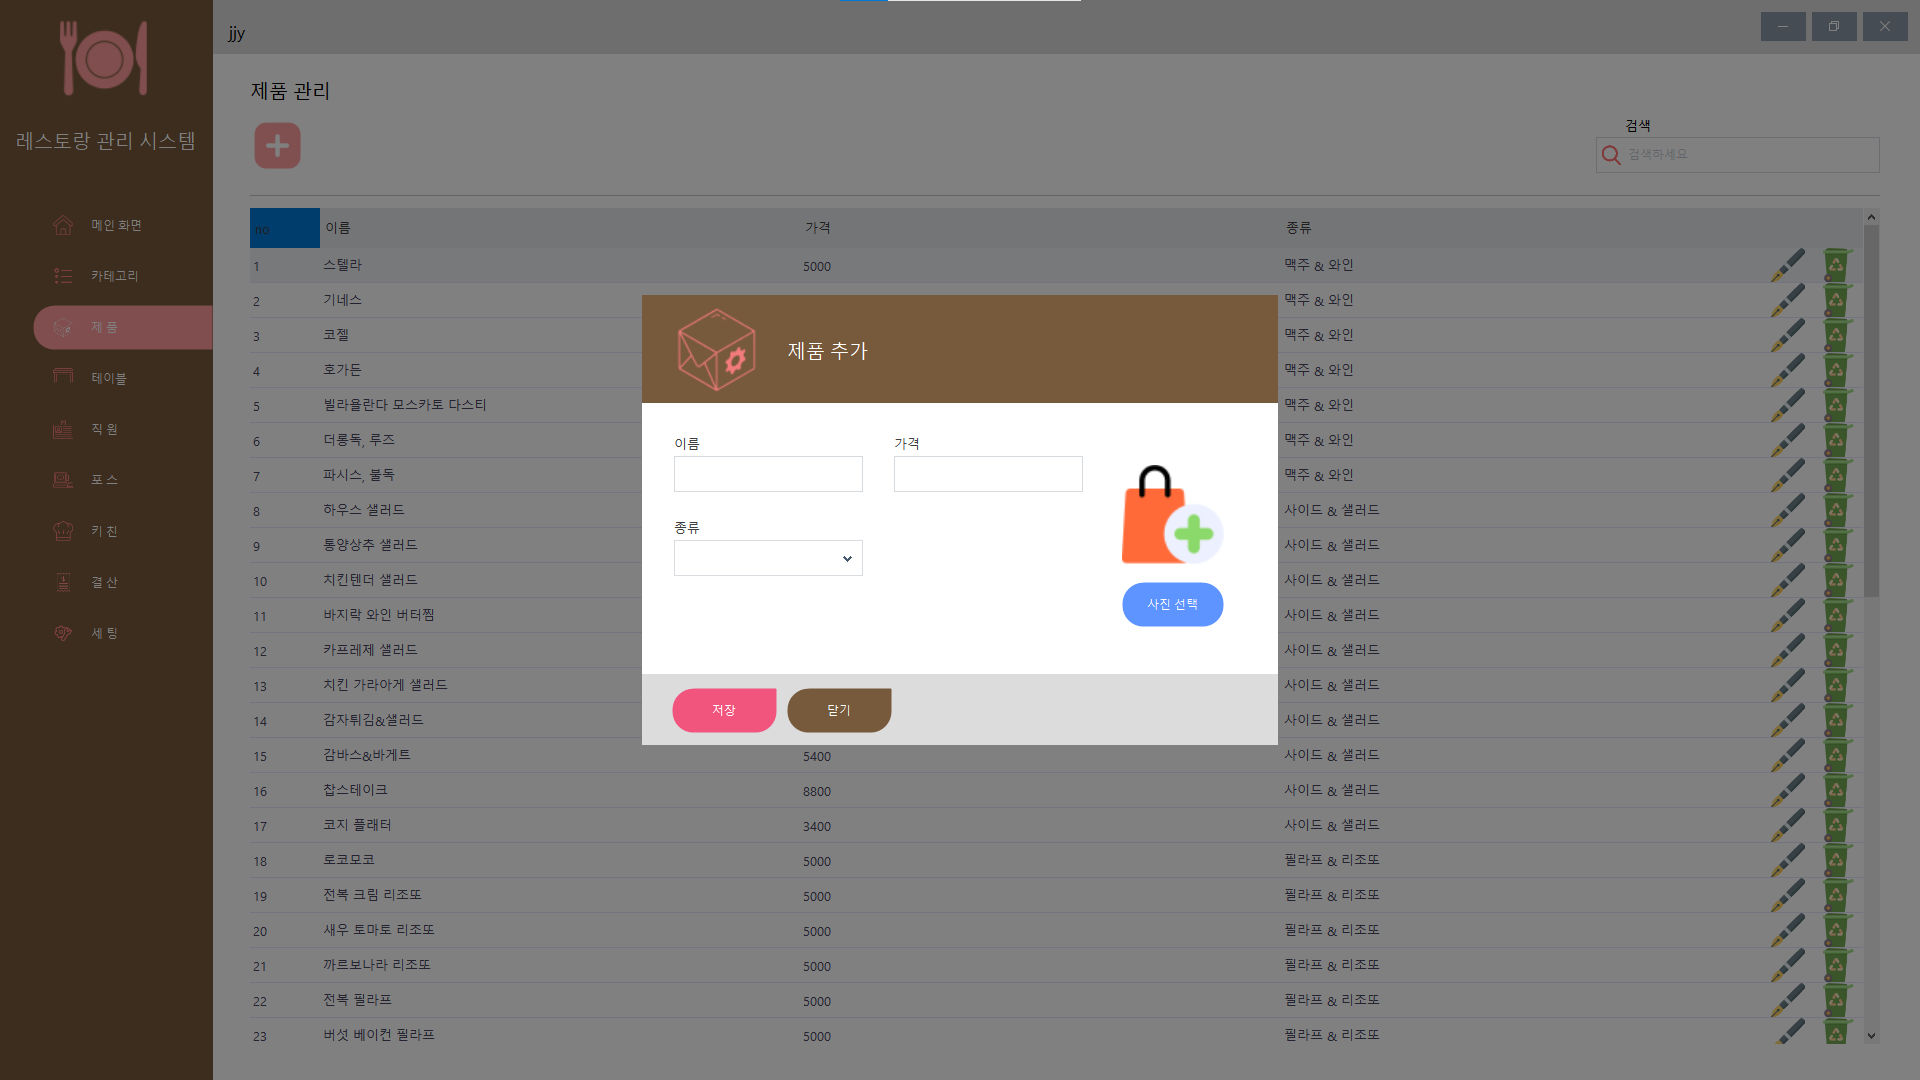 jjy
레스토랑 관리 시스템
메인 화면
카테고리
제 품
테이블
직 원
포 스
키 친
결 산
세 팅
제품 관리
검색
검색하세요
no 이름 가격 종류
1 스텔라 5000 맥주 & 와인
2 기네스 맥주 & 와인
3 코젤 맥주 & 와인
4 호가든 맥주 & 와인
5 빌라욜란다 모스카토 다스티 맥주 & 와인
6 더롱독, 루즈 맥주 & 와인
7 파시스, 불독 맥주 & 와인
8 하우스 샐러드 사이드 & 샐러드
9 통양상추 샐러드 사이드 & 샐러드
10 치킨텐더 샐러드 사이드 & 샐러드
11 바지락 와인 버터찜 사이드 & 샐러드
12 카프레제 샐러드 사이드 & 샐러드
13 치킨 가라아게 샐러드 사이드 & 샐러드
14 감자튀김&샐러드 사이드 & 샐러드
15 감바스&바게트 5400 사이드 & 샐러드
16 찹스테이크 8800 사이드 & 샐러드
17 코지 플래터 3400 사이드 & 샐러드
18 로코모코 5000 필라프 & 리조또
19 전복 크림 리조또 5000 필라프 & 리조또
20 새우 토마토 리조또 5000 필라프 & 리조또
21 까르보나라 리조또 5000 필라프 & 리조또
22 전복 필라프 5000 필라프 & 리조또
23 버섯 베이컨 필라프 5000 필라프 & 리조또
제품 추가
이름 가격
종류
사진 선택
저장 닫기